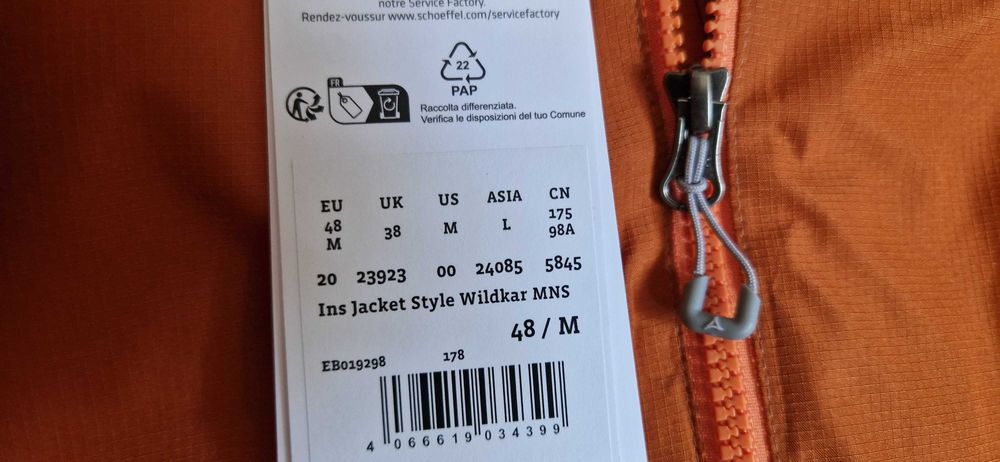 notre Service Factory.
Rendez-voussur www.schoeffel.com/servicefactory
22
PAP
FR
Raccolta differenziata.
Verifica le disposizioni del tuo Comune
EU UK US ASIA CN
48 M 38 M L 175 98A
20 23923 00 24085 5845
Ins Jacket Style Wildkar MNS
48 / M
EB019298 178
4 066619 034399